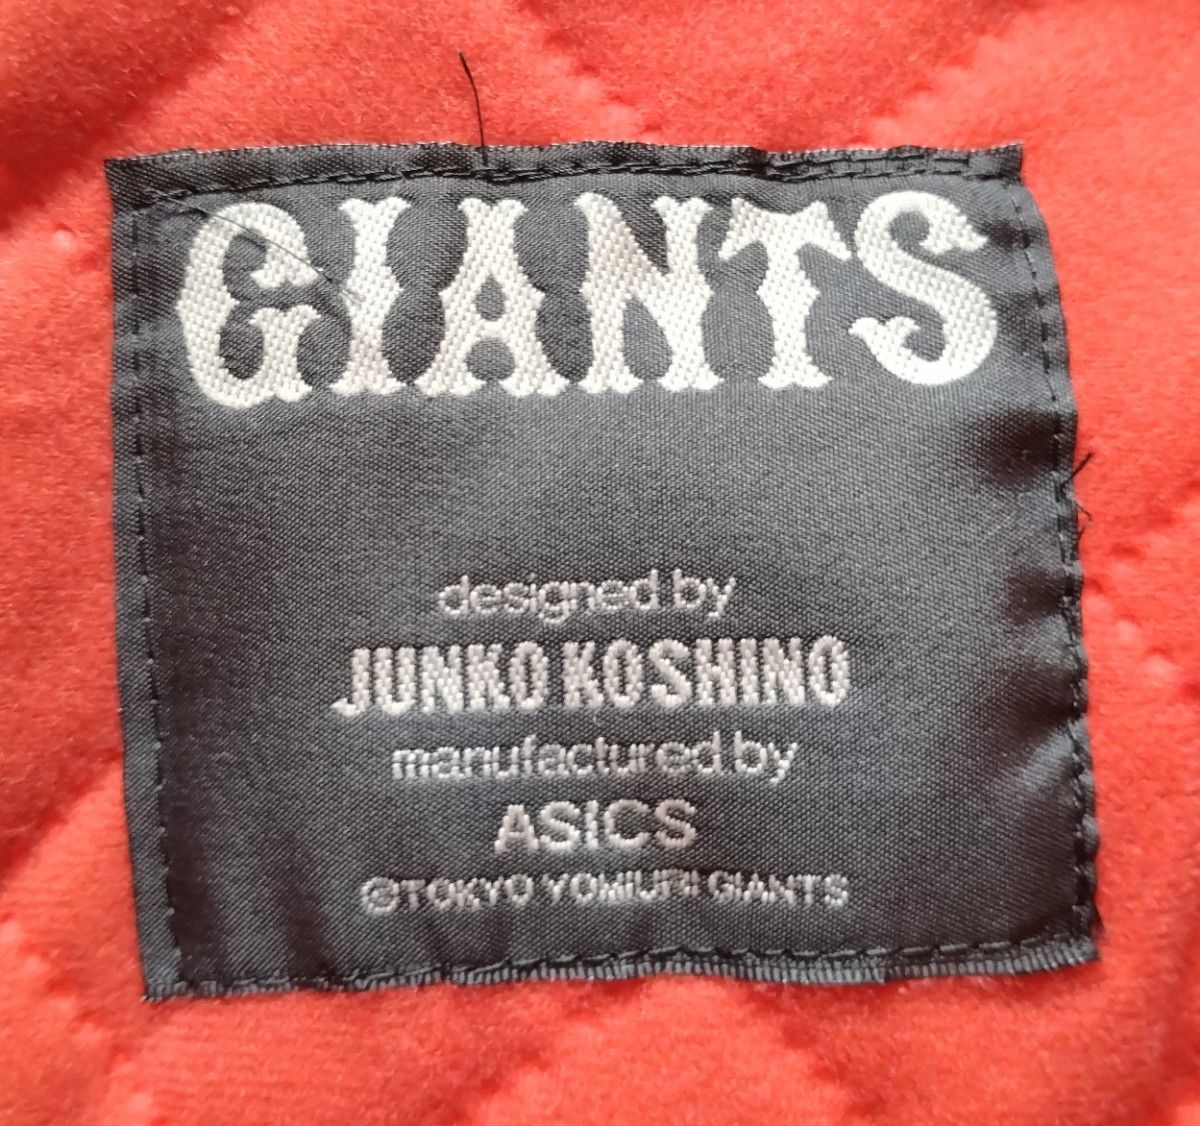 GIANTS
designed by
JUNKO KOSHINO
manufactured by
ASICS
©TOKYO YOMIURI GIANTS